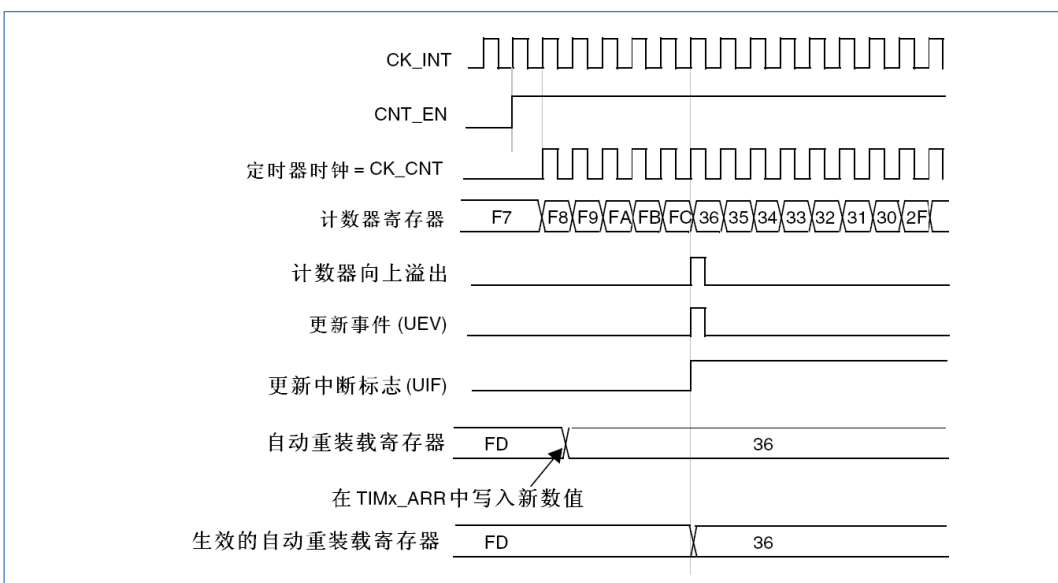 CK_INT
CNT_EN
定时器时钟 = CK_CNT
计数器寄存器 F7 F8 F9 FA FB FC 36 35 34 33 32 31 30 2F
计数器向上溢出
更新事件 (UEV)
更新中断标志 (UIF)
自动重装载寄存器 FD 36
在 TIMx_ARR 中写入新数值
生效的自动重装载寄存器 FD 36